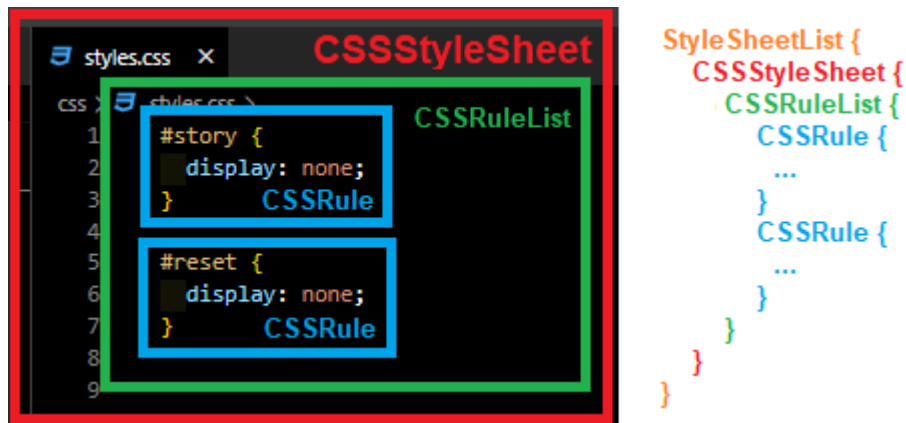 styles.css ×
CSSStyleSheet
css > styles.css >
CSSRuleList
1 #story {
2 display: none;
3 }
CSSRule
4
5 #reset {
6 display: none;
7 }
CSSRule
8
9
StyleSheetList {
CSSStyleSheet {
CSSRuleList {
CSSRule {
...
}
CSSRule {
...
}
}
}
}